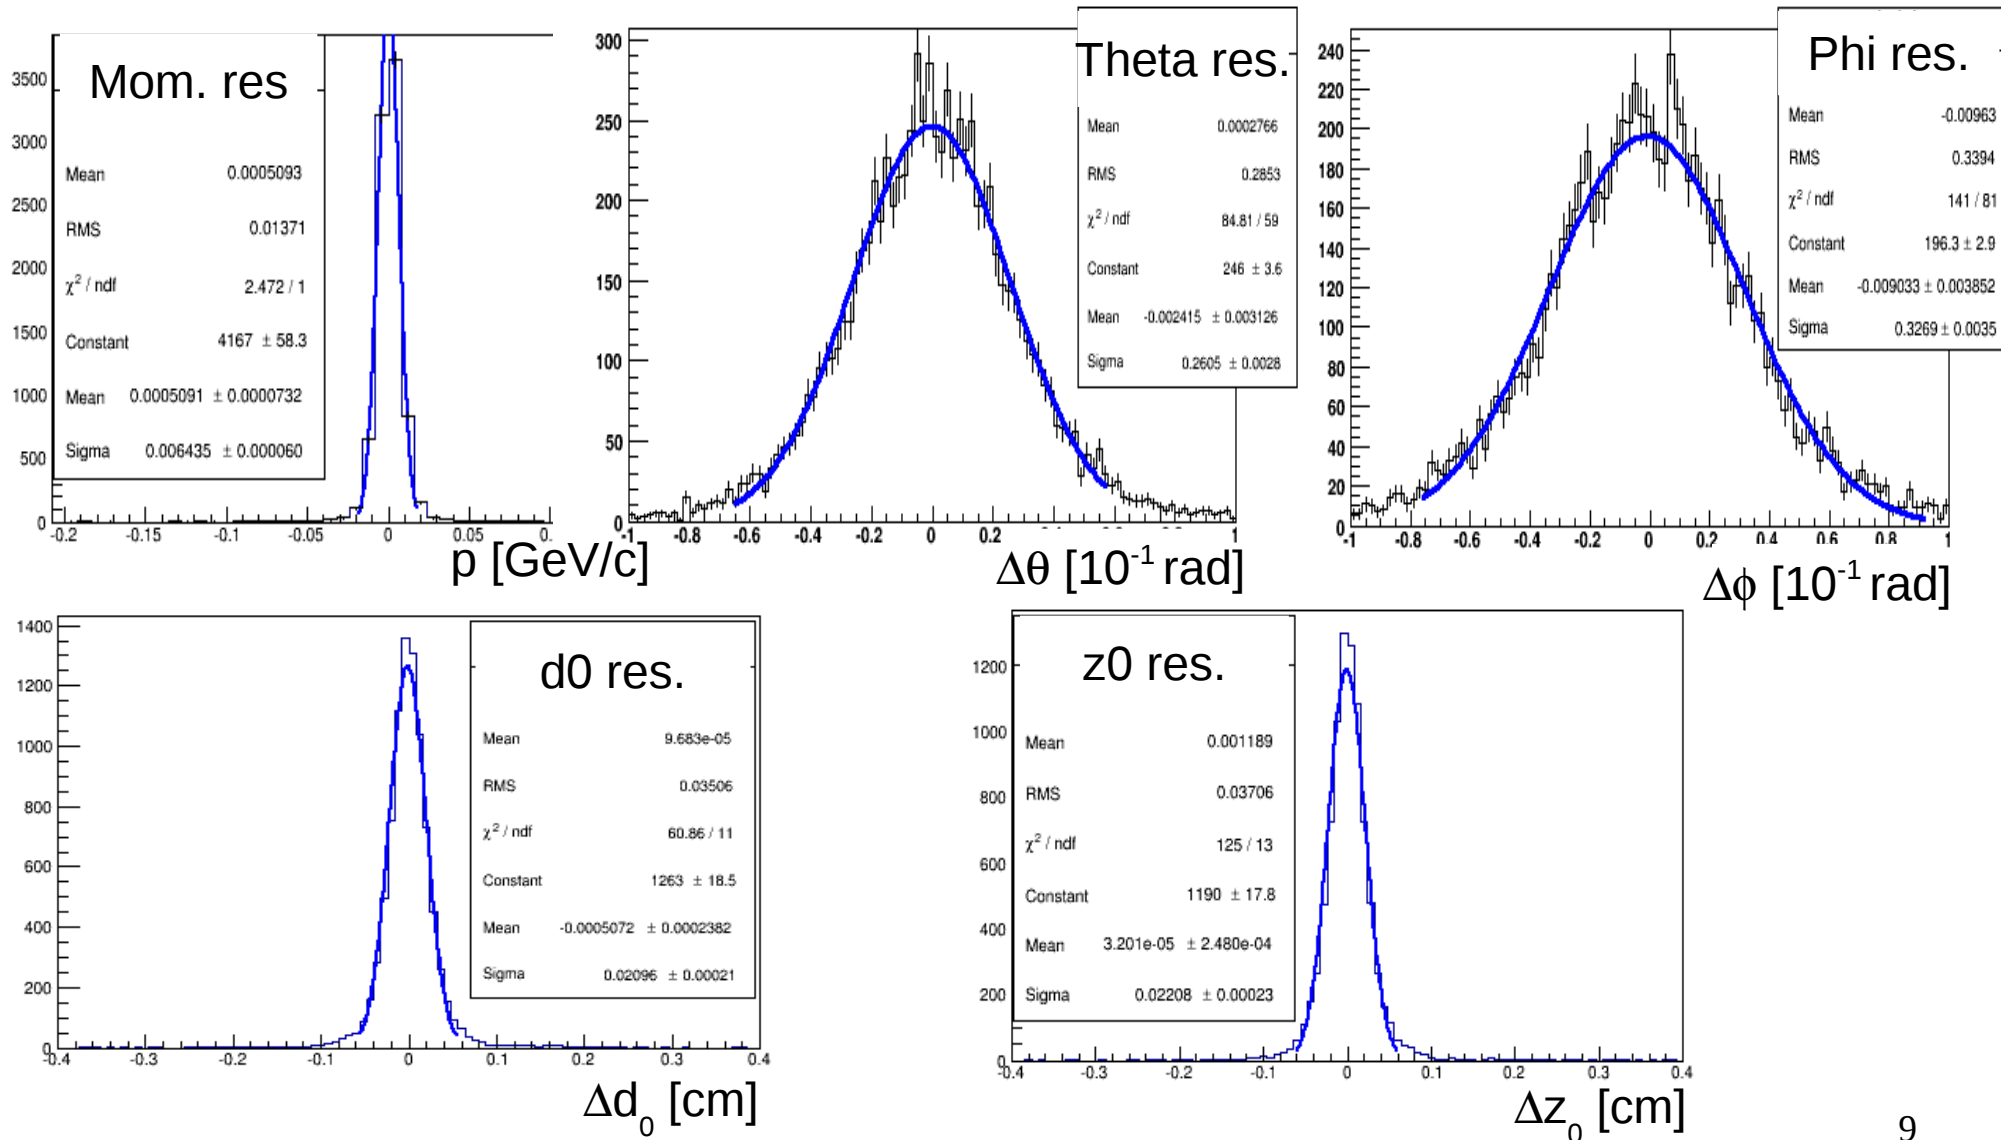 Mom. res
Mean 0.0005093
RMS 0.01371
χ² / ndf 2.472 / 1
Constant 4167 ± 58.3
Mean 0.0005091 ± 0.0000732
Sigma 0.006435 ± 0.000060
3500
3000
2500
2000
1500
1000
500
0
-0.2 -0.15 -0.1 -0.05 0 0.05 0.
p [GeV/c]
Theta res.
Mean 0.0002766
RMS 0.2853
χ² / ndf 84.81 / 59
Constant 246 ± 3.6
Mean -0.002415 ± 0.003126
Sigma 0.2605 ± 0.0028
300
250
200
150
100
50
0
-1 -0.8 -0.6 -0.4 -0.2 0 0.2 1
Δθ [10⁻¹ rad]
Phi res.
Mean -0.00963
RMS 0.3394
χ² / ndf 141 / 81
Constant 196.3 ± 2.9
Mean -0.009033 ± 0.003852
Sigma 0.3269 ± 0.0035
240
220
200
180
160
140
120
100
80
60
40
20
0
-1 -0.8 -0.6 -0.4 -0.2 0 0.2 0.4 0.6 0.8 1
Δϕ [10⁻¹ rad]
d0 res.
Mean 9.683e-05
RMS 0.03506
χ² / ndf 60.86 / 11
Constant 1263 ± 18.5
Mean -0.0005072 ± 0.0002382
Sigma 0.02096 ± 0.00021
1400
1200
1000
800
600
400
200
0
-0.4 -0.3 -0.2 -0.1 0 0.1 0.2 0.3 0.4
Δd₀ [cm]
z0 res.
Mean 0.001189
RMS 0.03706
χ² / ndf 125 / 13
Constant 1190 ± 17.8
Mean 3.201e-05 ± 2.480e-04
Sigma 0.02208 ± 0.00023
1200
1000
800
600
400
200
0
-0.4 -0.3 -0.2 -0.1 0 0.1 0.2 0.3 0.4
Δz₀ [cm]
9